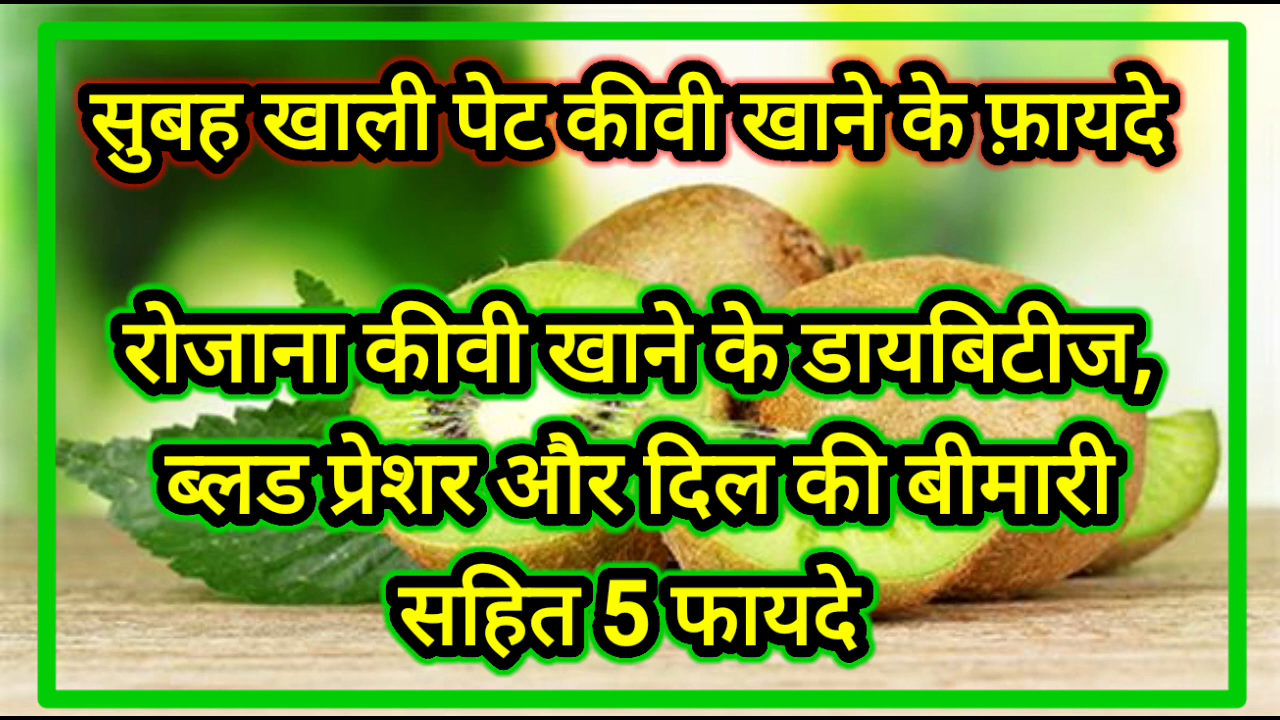 सुबह खाली पेट कीवी खाने के फ़ायदे
रोजाना कीवी खाने के डायबिटीज,
ब्लड प्रेशर और दिल की बीमारी
सहित 5 फायदे